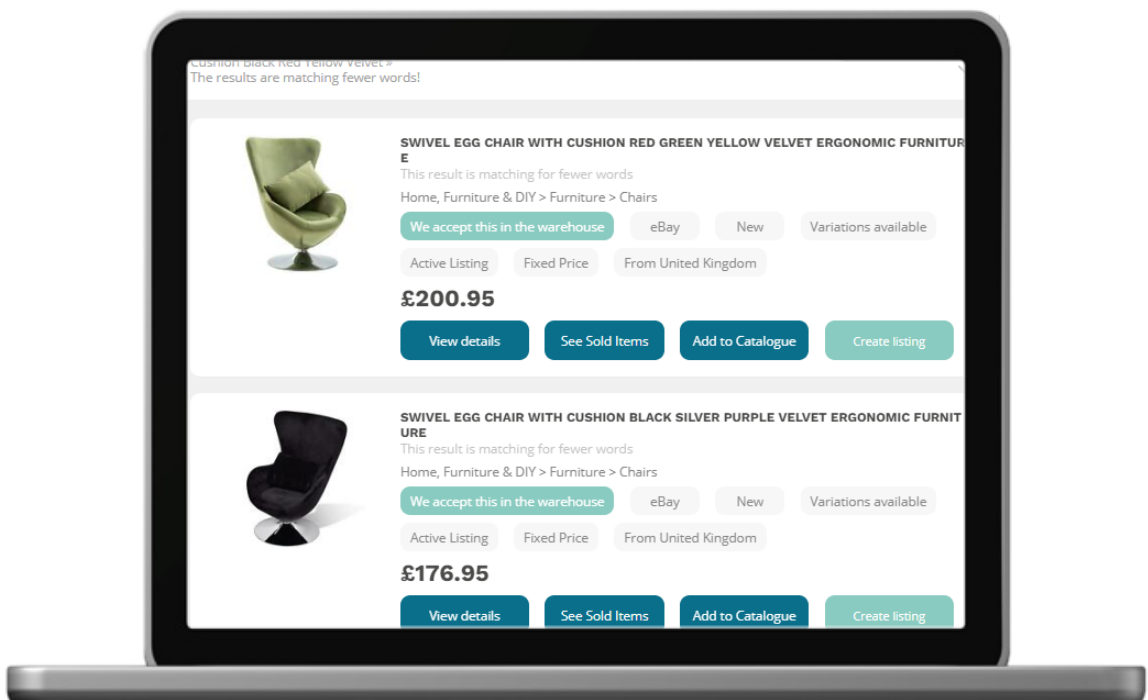 Cushion Black Red Yellow Velvet »
The results are matching fewer words!
SWIVEL EGG CHAIR WITH CUSHION RED GREEN YELLOW VELVET ERGONOMIC FURNITUR
E
This result is matching for fewer words
Home, Furniture & DIY > Furniture > Chairs
We accept this in the warehouse eBay New Variations available
Active Listing Fixed Price From United Kingdom
£200.95
View details See Sold Items Add to Catalogue Create listing
SWIVEL EGG CHAIR WITH CUSHION BLACK SILVER PURPLE VELVET ERGONOMIC FURNIT
URE
This result is matching for fewer words
Home, Furniture & DIY > Furniture > Chairs
We accept this in the warehouse eBay New Variations available
Active Listing Fixed Price From United Kingdom
£176.95
View details See Sold Items Add to Catalogue Create listing